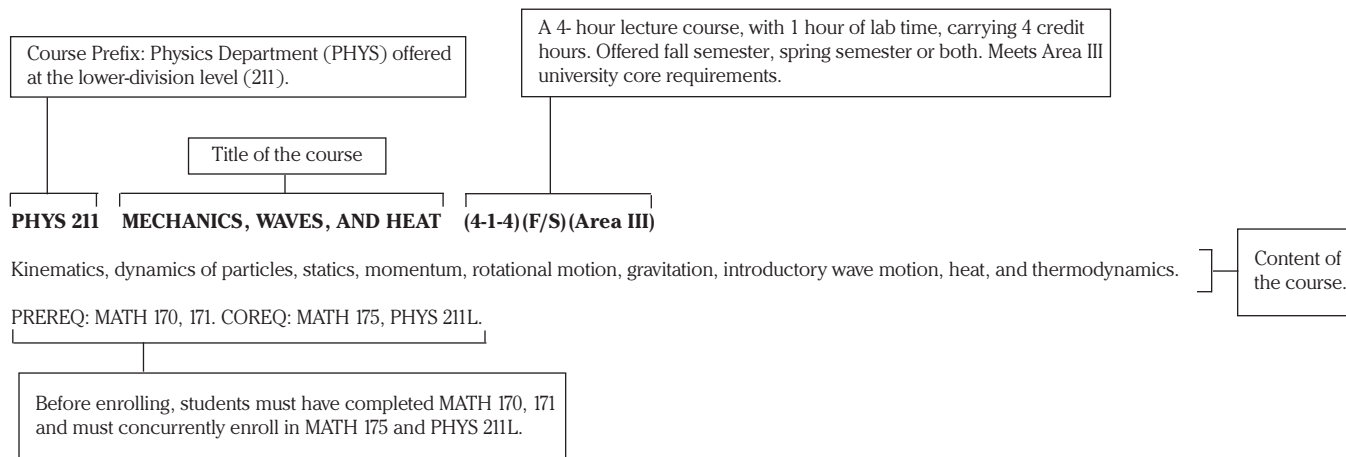 Course Prefix: Physics Department (PHYS) offered
at the lower-division level (211).
A 4- hour lecture course, with 1 hour of lab time, carrying 4 credit
hours. Offered fall semester, spring semester or both. Meets Area III
university core requirements.
Title of the course
PHYS 211 MECHANICS, WAVES, AND HEAT (4-1-4)(F/S)(Area III)
Kinematics, dynamics of particles, statics, momentum, rotational motion, gravitation, introductory wave motion, heat, and thermodynamics.
Content of
the course.
PREREQ: MATH 170, 171. COREQ: MATH 175, PHYS 211L.
Before enrolling, students must have completed MATH 170, 171
and must concurrently enroll in MATH 175 and PHYS 211L.